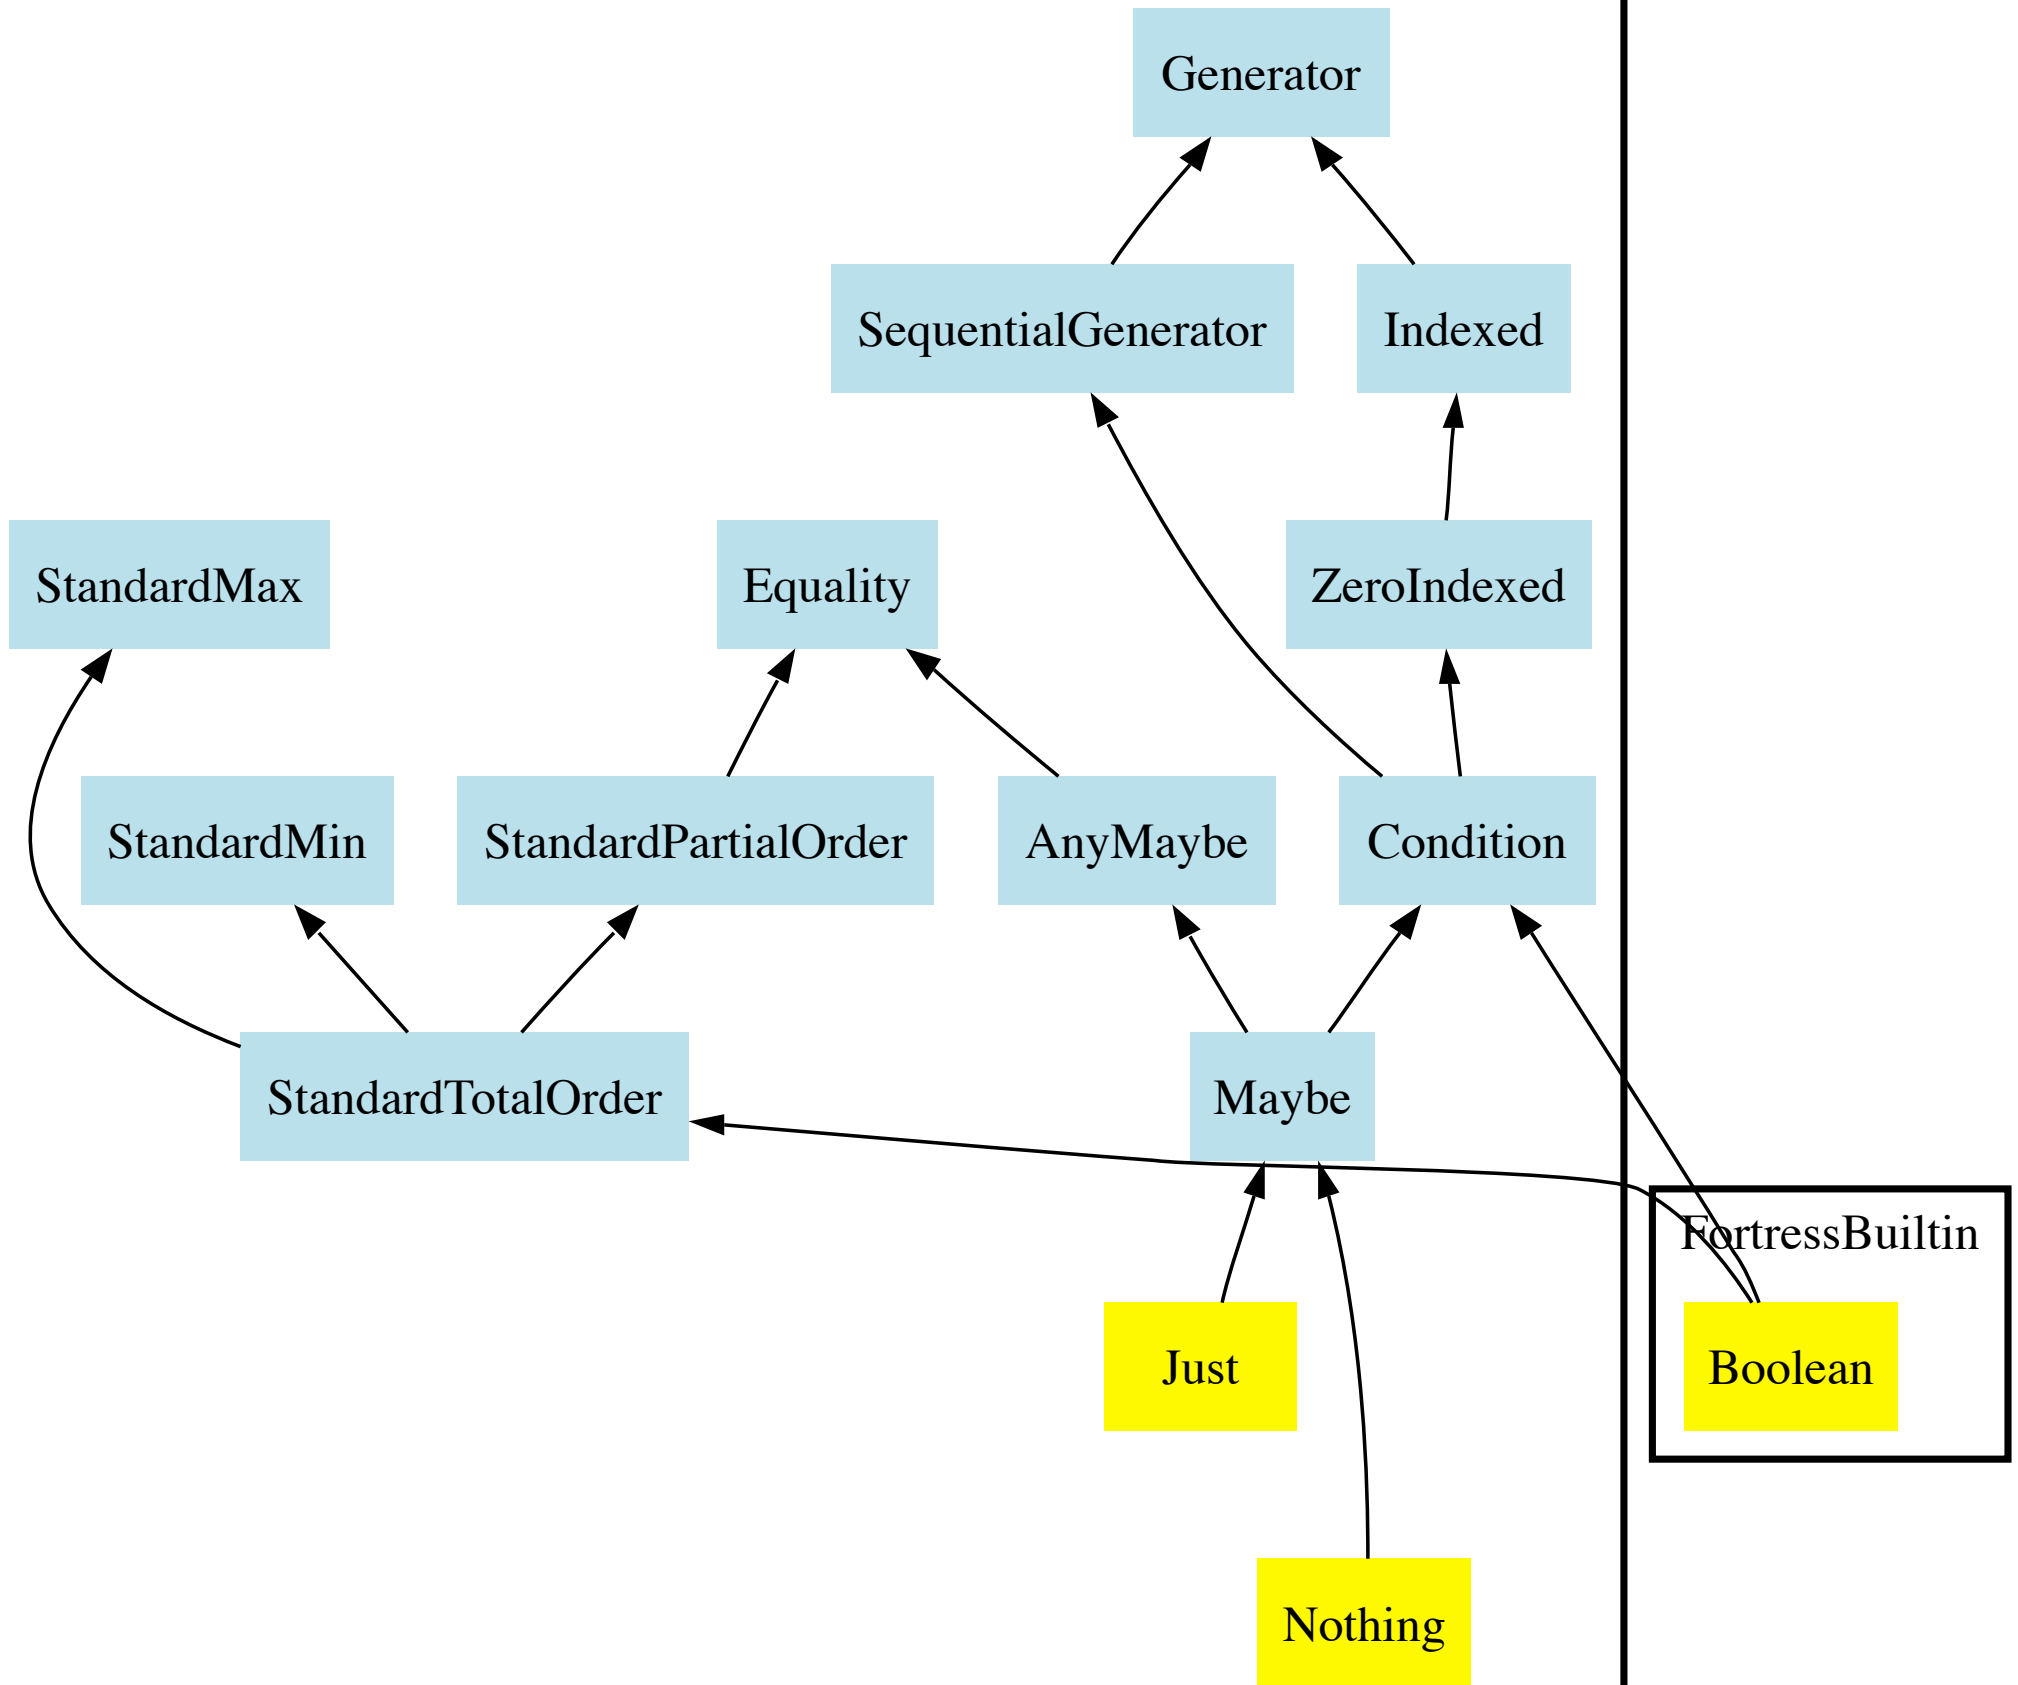 Generator
SequentialGenerator
Indexed
StandardMax
Equality
ZeroIndexed
StandardMin
StandardPartialOrder
AnyMaybe
Condition
StandardTotalOrder
Maybe
FortressBuiltin
Just
Boolean
Nothing